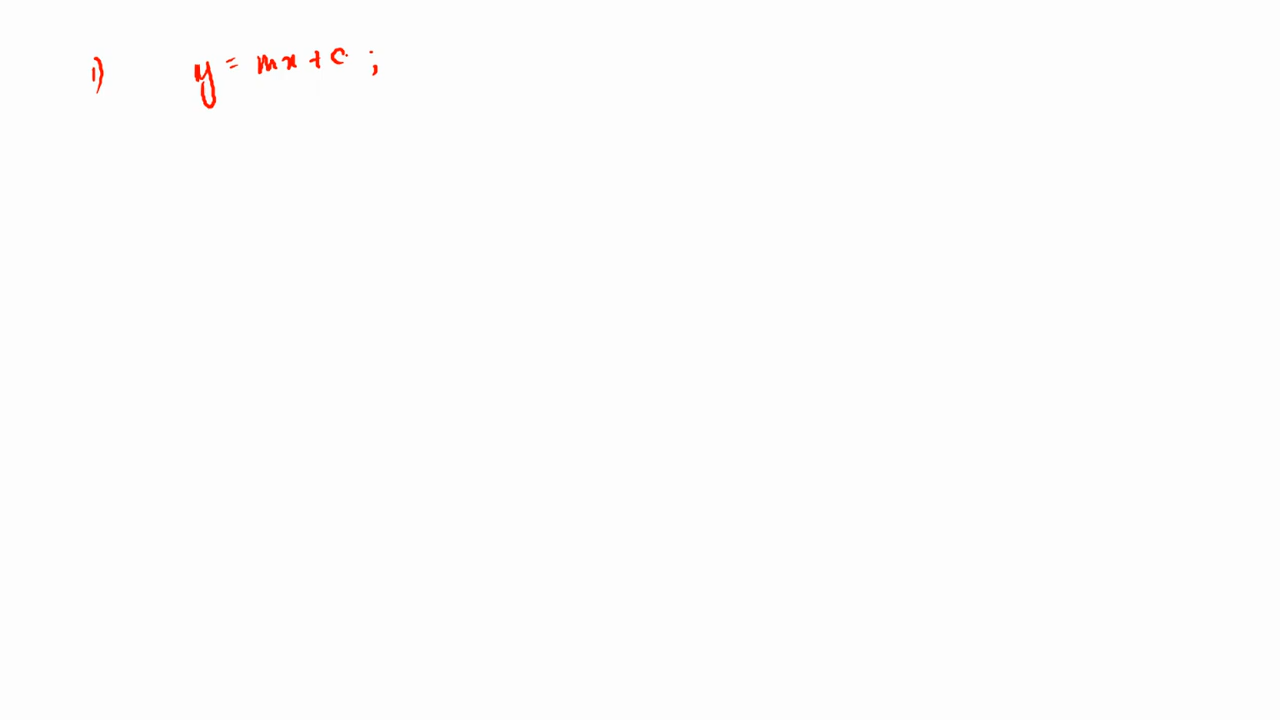 1) y = mx + c ;